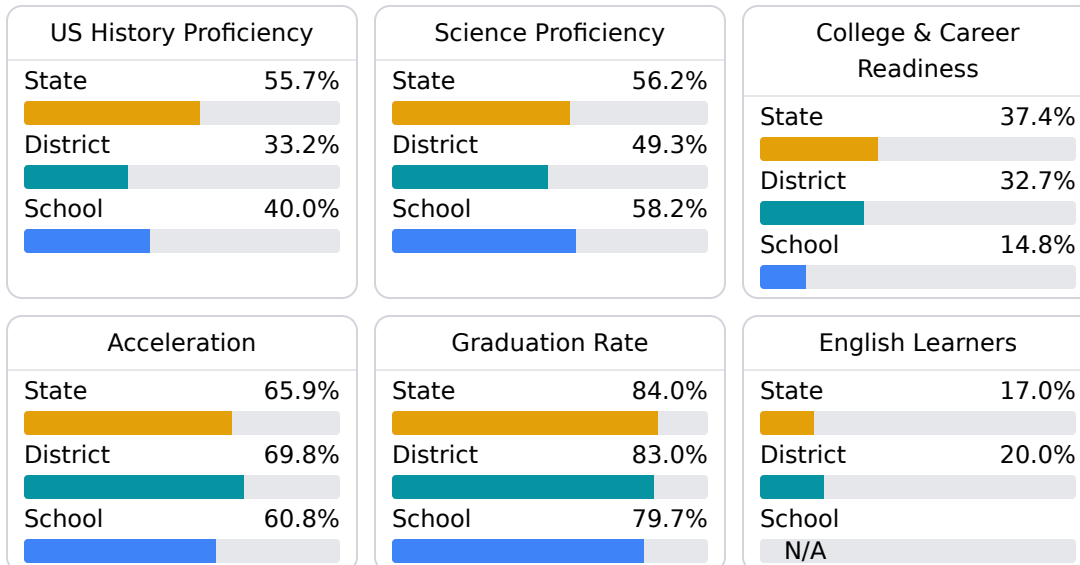 US History Proficiency
State 55.7%
District 33.2%
School 40.0%
Science Proficiency
State 56.2%
District 49.3%
School 58.2%
College & Career
Readiness
State 37.4%
District 32.7%
School 14.8%
Acceleration
State 65.9%
District 69.8%
School 60.8%
Graduation Rate
State 84.0%
District 83.0%
School 79.7%
English Learners
State 17.0%
District 20.0%
School
N/A